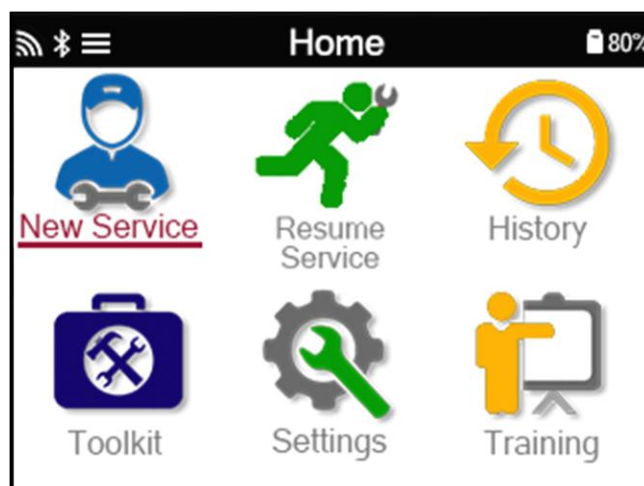 Home
80%
New Service
Resume
Service
History
Toolkit
Settings
Training